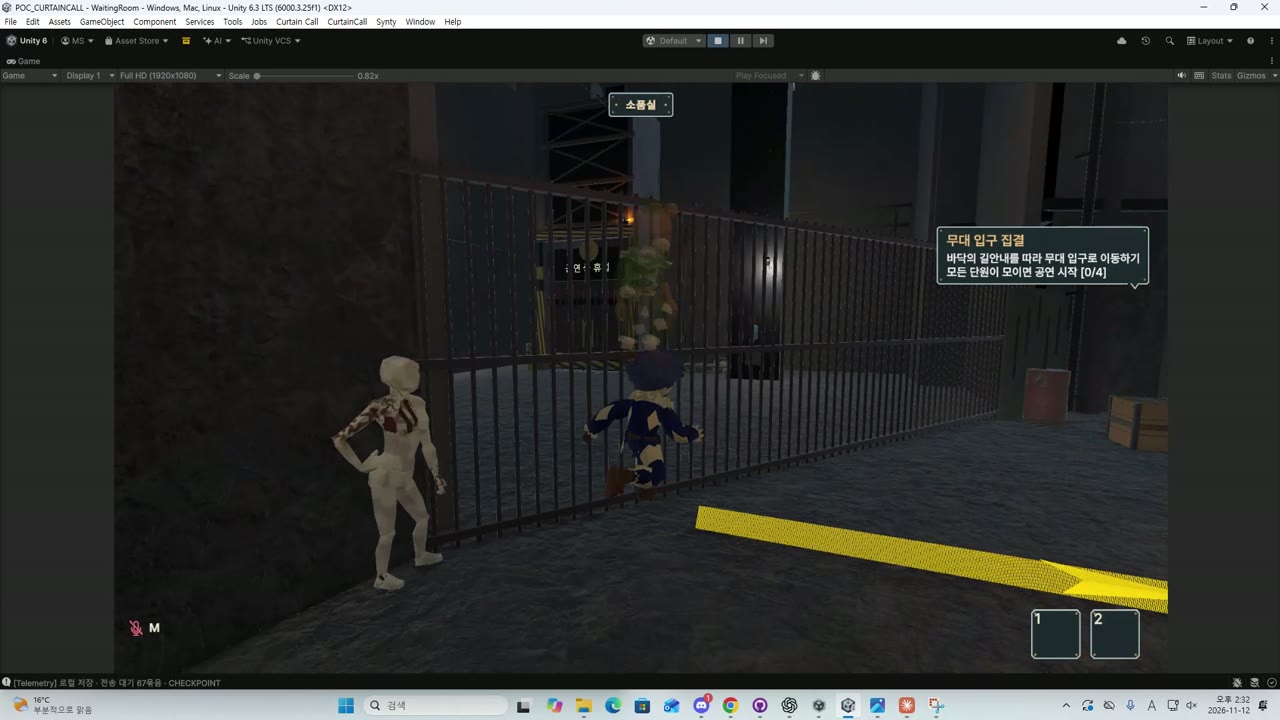 POC_CURTAINCALL - WaitingRoom - Windows, Mac, Linux - Unity 6.3 LTS (6000.3.25f1) <DX12>
File Edit Assets GameObject Component Services Tools Jobs Curtain Call CurtainCall Synty Window Help
Unity 6 MS Asset Store AI Unity VCS Default Layout
Game
Game Display 1 Full HD (1920x1080) Scale 0.82x Play Focused Stats Gizmos
소품실
무대 입구 집결
바닥의 길안내를 따라 무대 입구로 이동하기
모든 단원이 모이면 공연 시작 [0/4]
M
1 2
[Telemetry] 로컬 저장 · 전송 대기 67묶음 · CHECKPOINT
16°C
부분적으로 맑음
검색
1
A
오후 2:32
2026-11-12